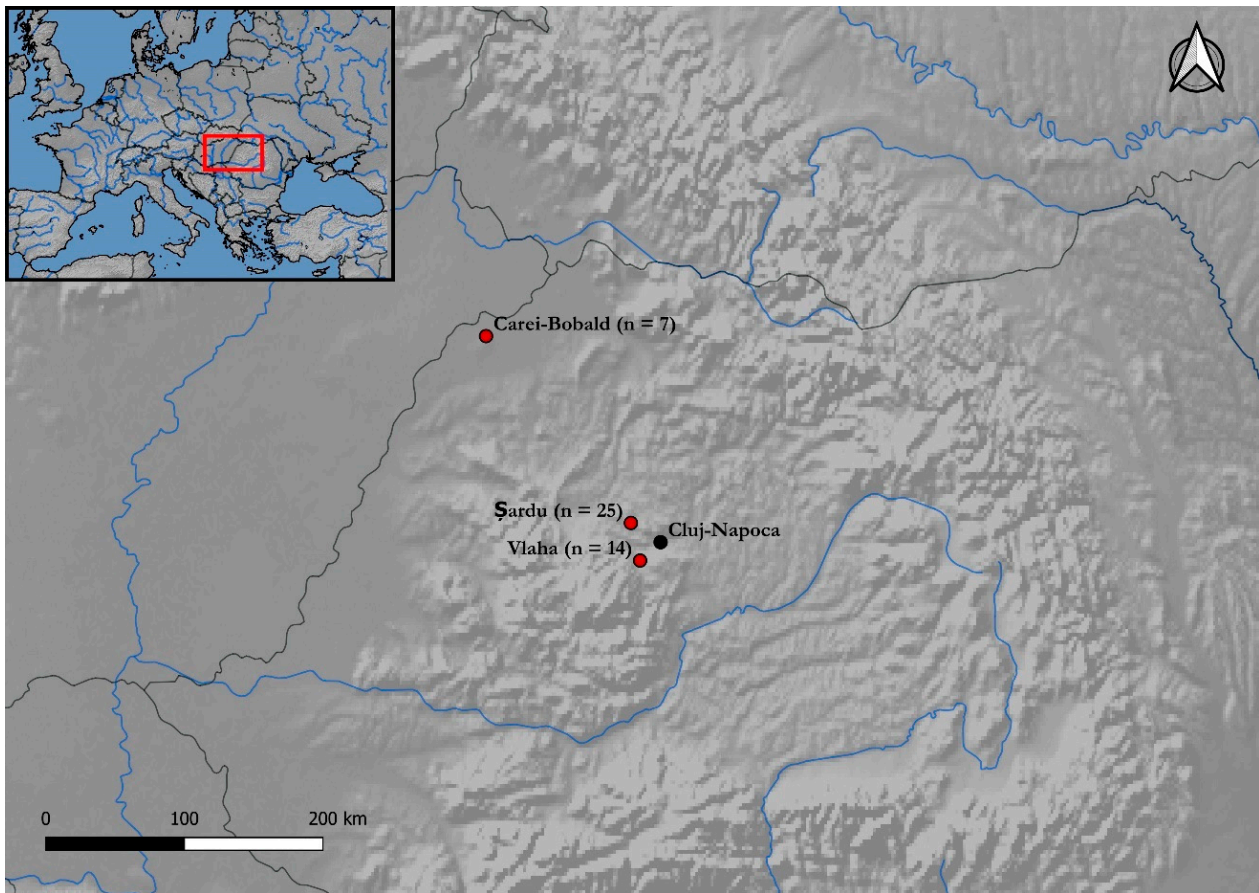 Carei-Bobald (n = 7)
Șardu (n = 25)
Cluj-Napoca
Vlaha (n = 14)
0 100 200 km